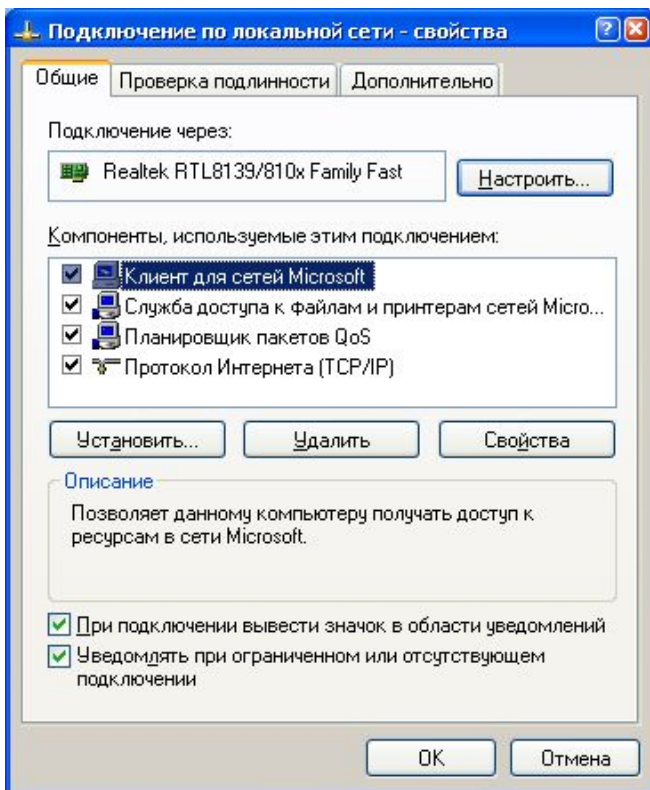 Подключение по локальной сети - свойства
Общие
Проверка подлинности
Дополнительно
Подключение через:
Realtek RTL8139/810x Family Fast
Настроить...
Компоненты, используемые этим подключением:
Клиент для сетей Microsoft
Служба доступа к файлам и принтерам сетей Micro...
Планировщик пакетов QoS
Протокол Интернета (TCP/IP)
Установить...
Удалить
Свойства
Описание
Позволяет данному компьютеру получать доступ к
ресурсам в сети Microsoft.
При подключении вывести значок в области уведомлений
Уведомлять при ограниченном или отсутствующем
подключении
OK
Отмена